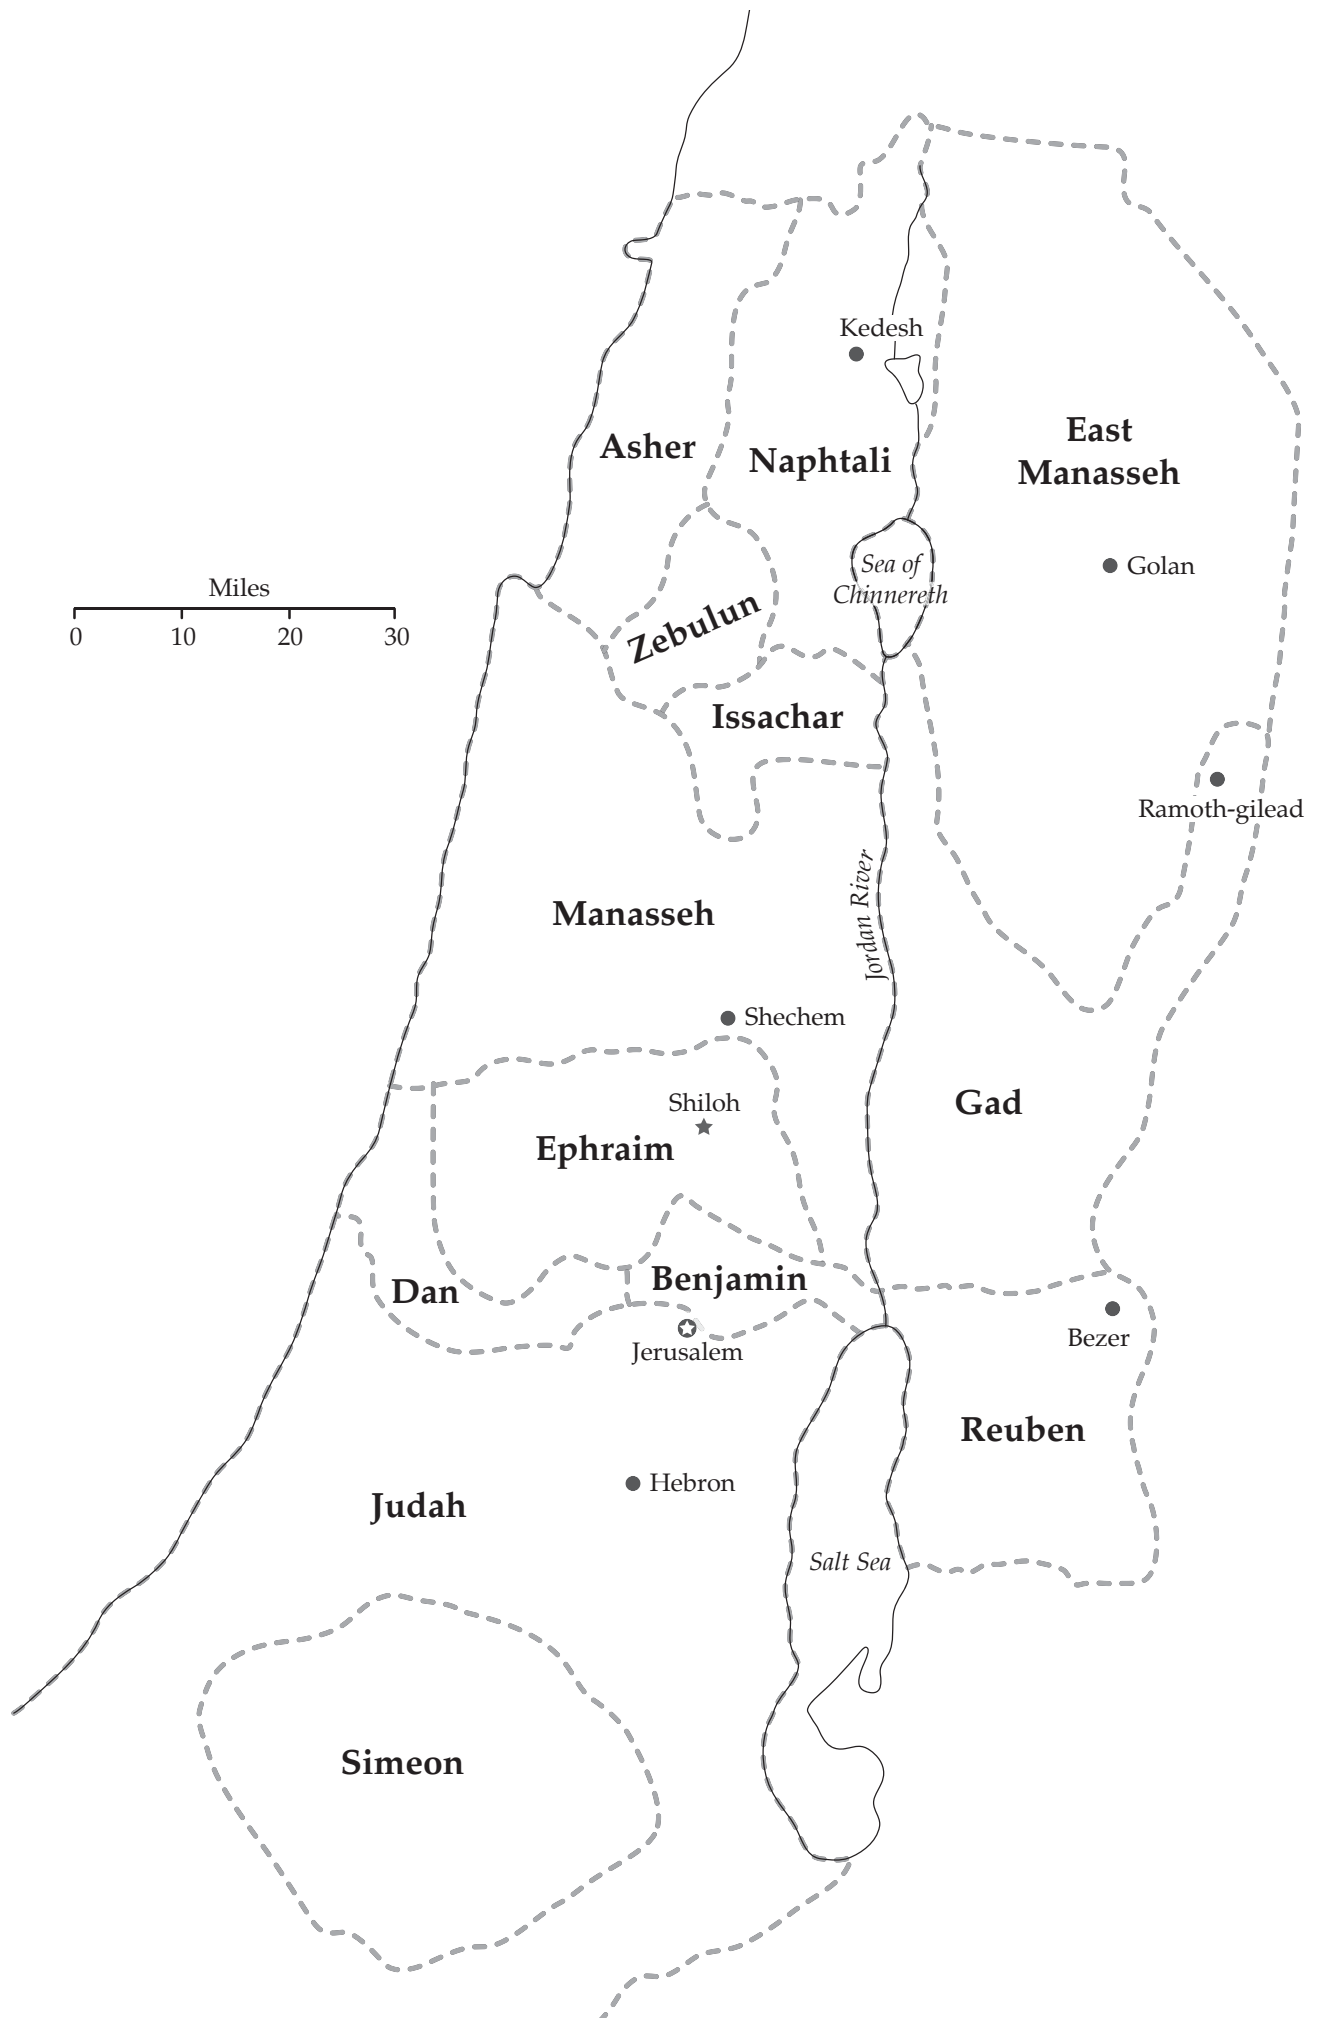 Kedesh
East
Manasseh
Asher
Naphtali
Sea of
Chinnereth
Golan
Miles
0 10 20 30
Zebulun
Issachar
Ramoth-gilead
Manasseh
Jordan River
Shechem
Shiloh
Gad
Ephraim
Benjamin
Dan
Bezer
Jerusalem
Reuben
Hebron
Judah
Salt Sea
Simeon